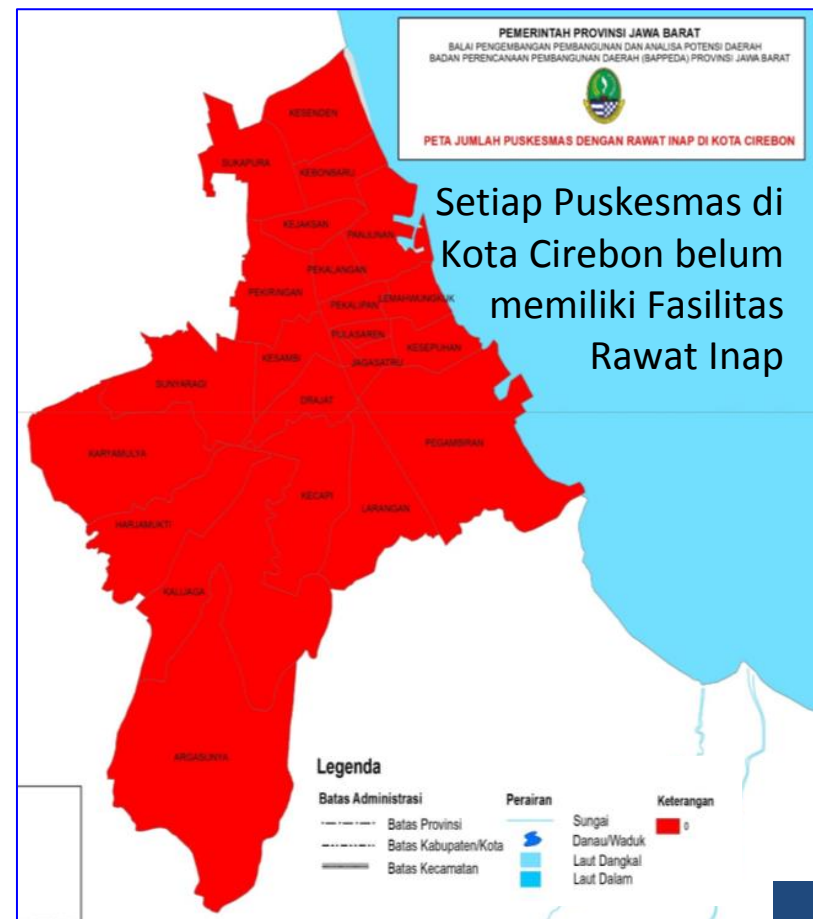 PEMERINTAH PROVINSI JAWA BARAT
BALAI PENGEMBANGAN PEMBANGUNAN DAN ANALISA POTENSI DAERAH
BADAN PERENCANAAN PEMBANGUNAN DAERAH (BAPPEDA) PROVINSI JAWA BARAT
PETA JUMLAH PUSKESMAS DENGAN RAWAT INAP DI KOTA CIREBON
Setiap Puskesmas di
Kota Cirebon belum
memiliki Fasilitas
Rawat Inap
KESENDEN
SUKAPURA
KEBONBARU
KEJAKSAN
PANJUNAN
PEKALANGAN
PEKIRINGAN
PEKALIPAN
LEMAHWUNGKUK
PULASAREN
KESEPUHAN
KESAMBI
JAGASATRU
SUNYARAGI
DRAJAT
PEGAMBIRAN
KARYAMULYA
KECAPI
LARANGAN
HARJAMUKTI
KALIJAGA
ARGASUNYA
Legenda
Batas Administrasi
Batas Provinsi
Batas Kabupaten/Kota
Batas Kecamatan
Perairan
Sungai
Danau/Waduk
Laut Dangkal
Laut Dalam
Keterangan
0